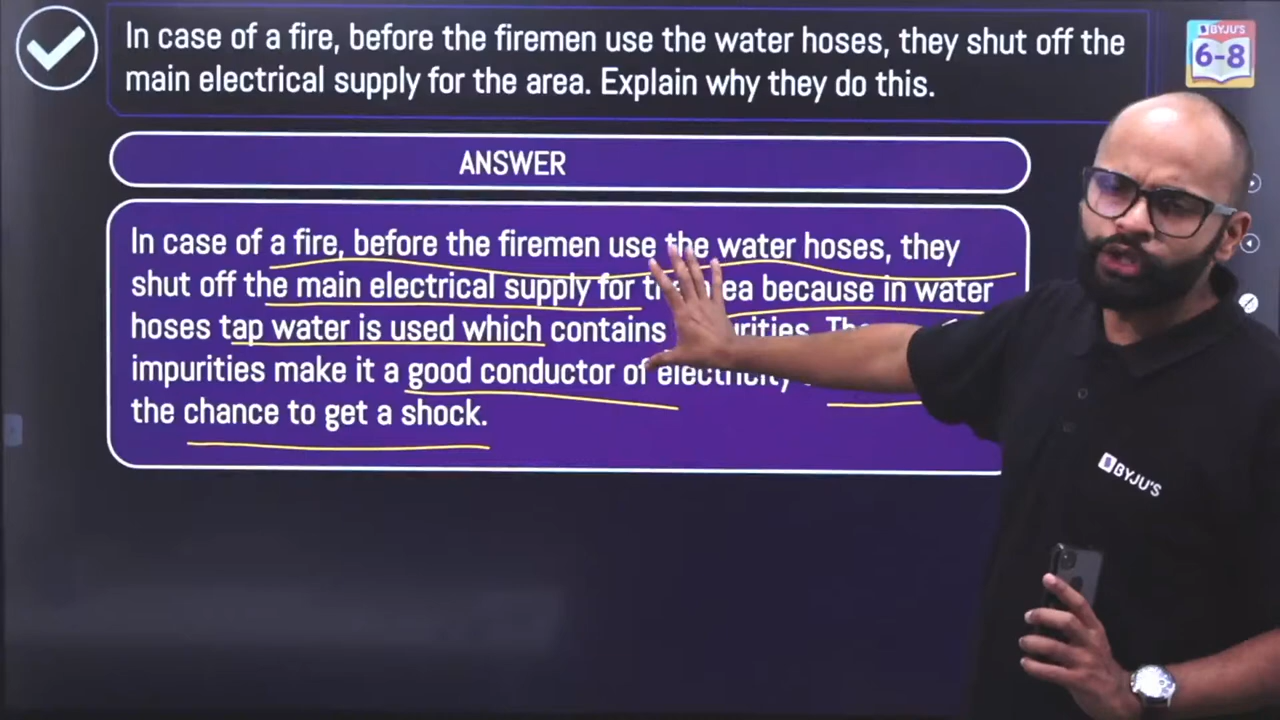 In case of a fire, before the firemen use the water hoses, they shut off the
main electrical supply for the area. Explain why they do this.
BYJU'S
6-8
ANSWER
In case of a fire, before the firemen use the water hoses, they
shut off the main electrical supply for because in water
hoses tap water is used which contains
impurities make it a good conductor of electricity
the chance to get a shock.
BYJU'S